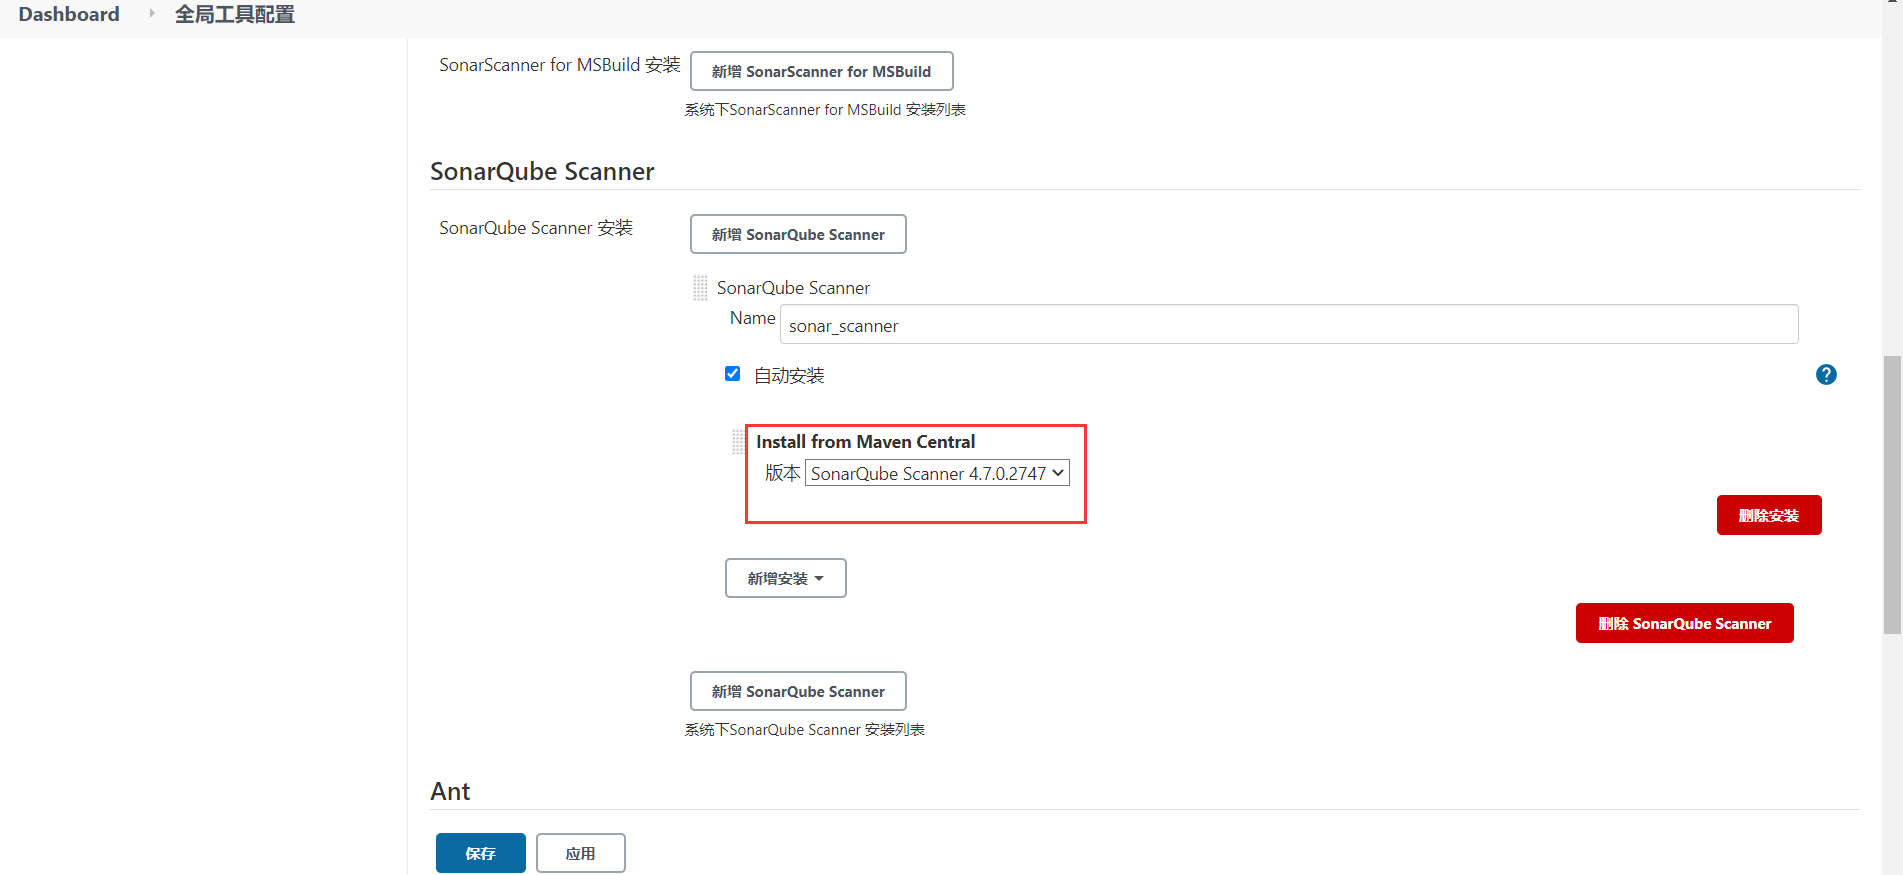 Dashboard 全局工具配置
SonarScanner for MSBuild 安装
新增 SonarScanner for MSBuild
系统下SonarScanner for MSBuild 安装列表
SonarQube Scanner
SonarQube Scanner 安装
新增 SonarQube Scanner
SonarQube Scanner
Name
sonar_scanner
自动安装
?
Install from Maven Central
版本 SonarQube Scanner 4.7.0.2747
删除安装
新增安装
删除 SonarQube Scanner
新增 SonarQube Scanner
系统下SonarQube Scanner 安装列表
Ant
保存 应用